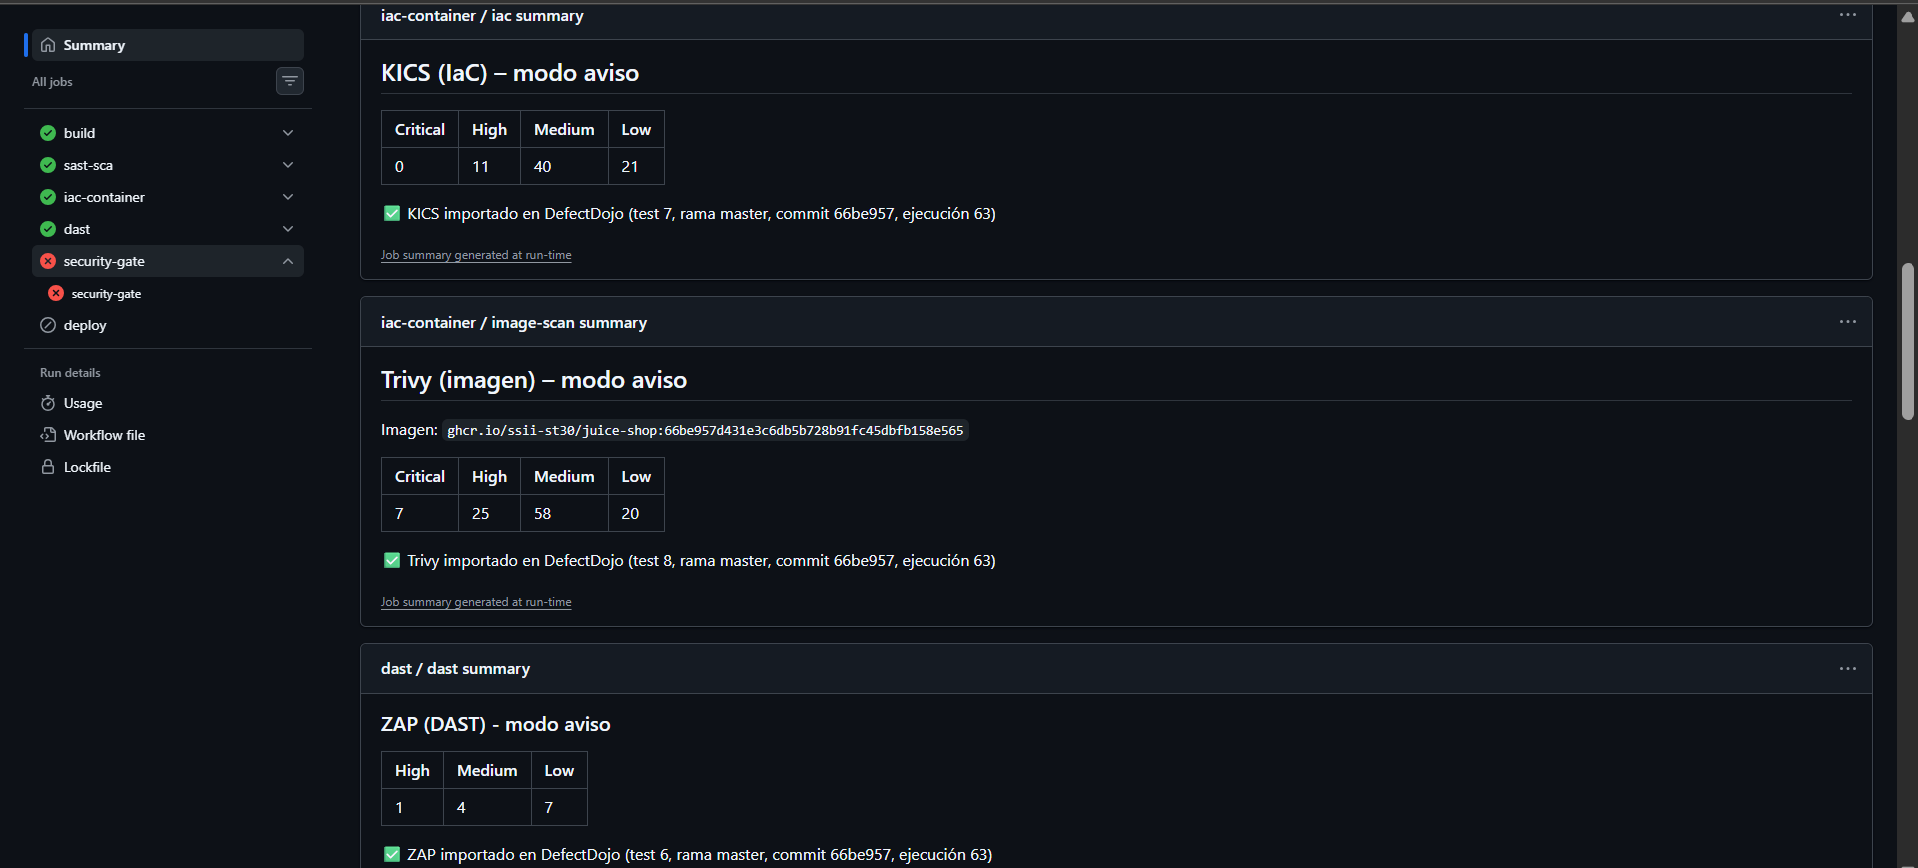 Summary
All jobs
build
sast-sca
iac-container
dast
security-gate
security-gate
deploy
Run details
Usage
Workflow file
Lockfile
iac-container / iac summary
KICS (IaC) – modo aviso
Critical High Medium Low
0 11 40 21
✅ KICS importado en DefectDojo (test 7, rama master, commit 66be957, ejecución 63)
Job summary generated at run-time
iac-container / image-scan summary
Trivy (imagen) – modo aviso
Imagen: ghcr.io/ssii-st30/juice-shop:66be957d431e3c6db5b728b91fc45dbfb158e565
Critical High Medium Low
7 25 58 20
✅ Trivy importado en DefectDojo (test 8, rama master, commit 66be957, ejecución 63)
Job summary generated at run-time
dast / dast summary
ZAP (DAST) - modo aviso
High Medium Low
1 4 7
✅ ZAP importado en DefectDojo (test 6, rama master, commit 66be957, ejecución 63)